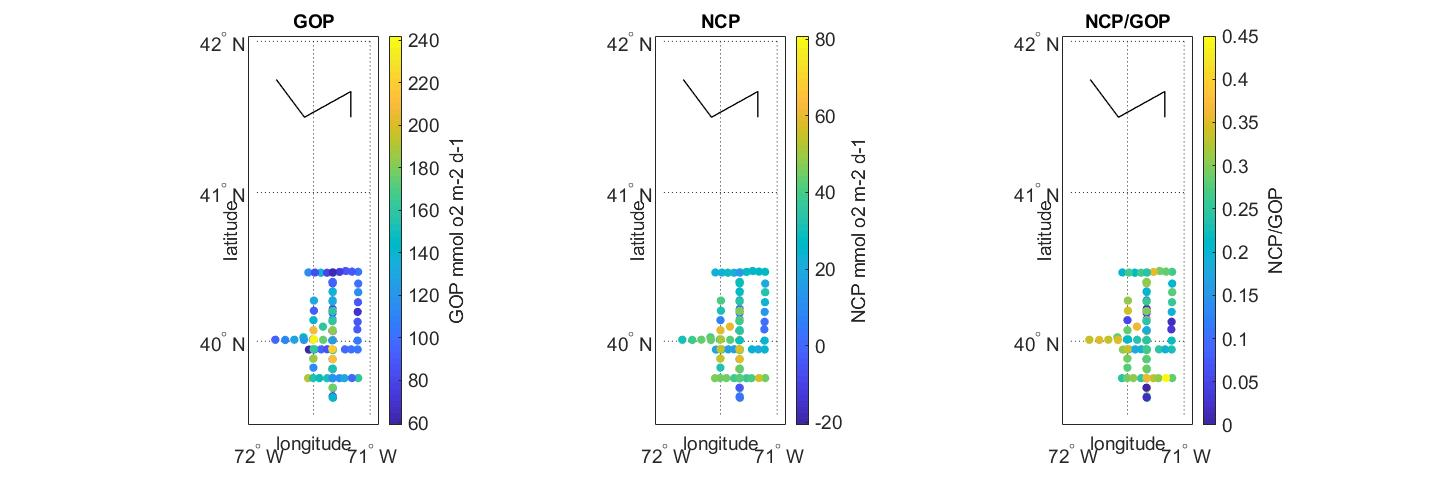 GOP
42° N
41° N
40° N
latitude
72° W
71° W
longitude
240
220
200
180
160
140
120
100
80
60
GOP mmol o2 m-2 d-1
NCP
42° N
41° N
40° N
latitude
72° W
71° W
longitude
80
60
40
20
0
-20
NCP mmol o2 m-2 d-1
NCP/GOP
42° N
41° N
40° N
latitude
72° W
71° W
longitude
0.45
0.4
0.35
0.3
0.25
0.2
0.15
0.1
0.05
0
NCP/GOP